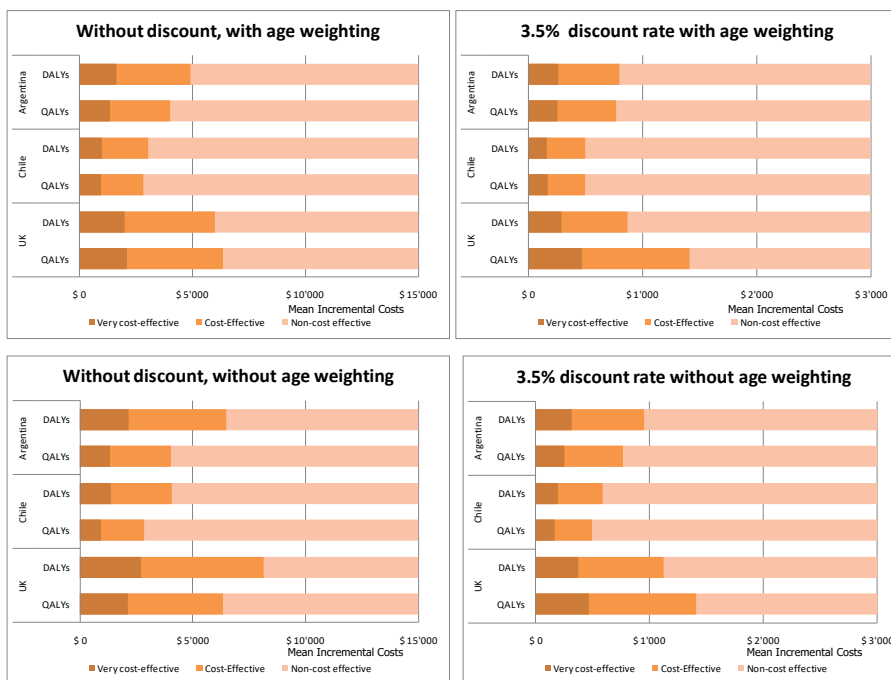 Without discount, with age weighting
Argentina
DALYs
QALYs
Chile
DALYs
QALYs
UK
DALYs
QALYs
$ 0 $ 5'000 $ 10'000 $ 15'000
Mean Incremental Costs
Very cost-effective Cost-Effective Non-cost effective
3.5% discount rate with age weighting
Argentina
DALYs
QALYs
Chile
DALYs
QALYs
UK
DALYs
QALYs
$ 0 $ 1'000 $ 2'000 $ 3'000
Mean Incremental Costs
Very cost-effective Cost-Effective Non-cost effective
Without discount, without age weighting
Argentina
DALYs
QALYs
Chile
DALYs
QALYs
UK
DALYs
QALYs
$ 0 $ 5'000 $ 10'000 $ 15'000
Mean Incremental Costs
Very cost-effective Cost-Effective Non-cost effective
3.5% discount rate without age weighting
Argentina
DALYs
QALYs
Chile
DALYs
QALYs
UK
DALYs
QALYs
$ 0 $ 1'000 $ 2'000 $ 3'000
Mean Incremental Costs
Very cost-effective Cost-Effective Non-cost effective